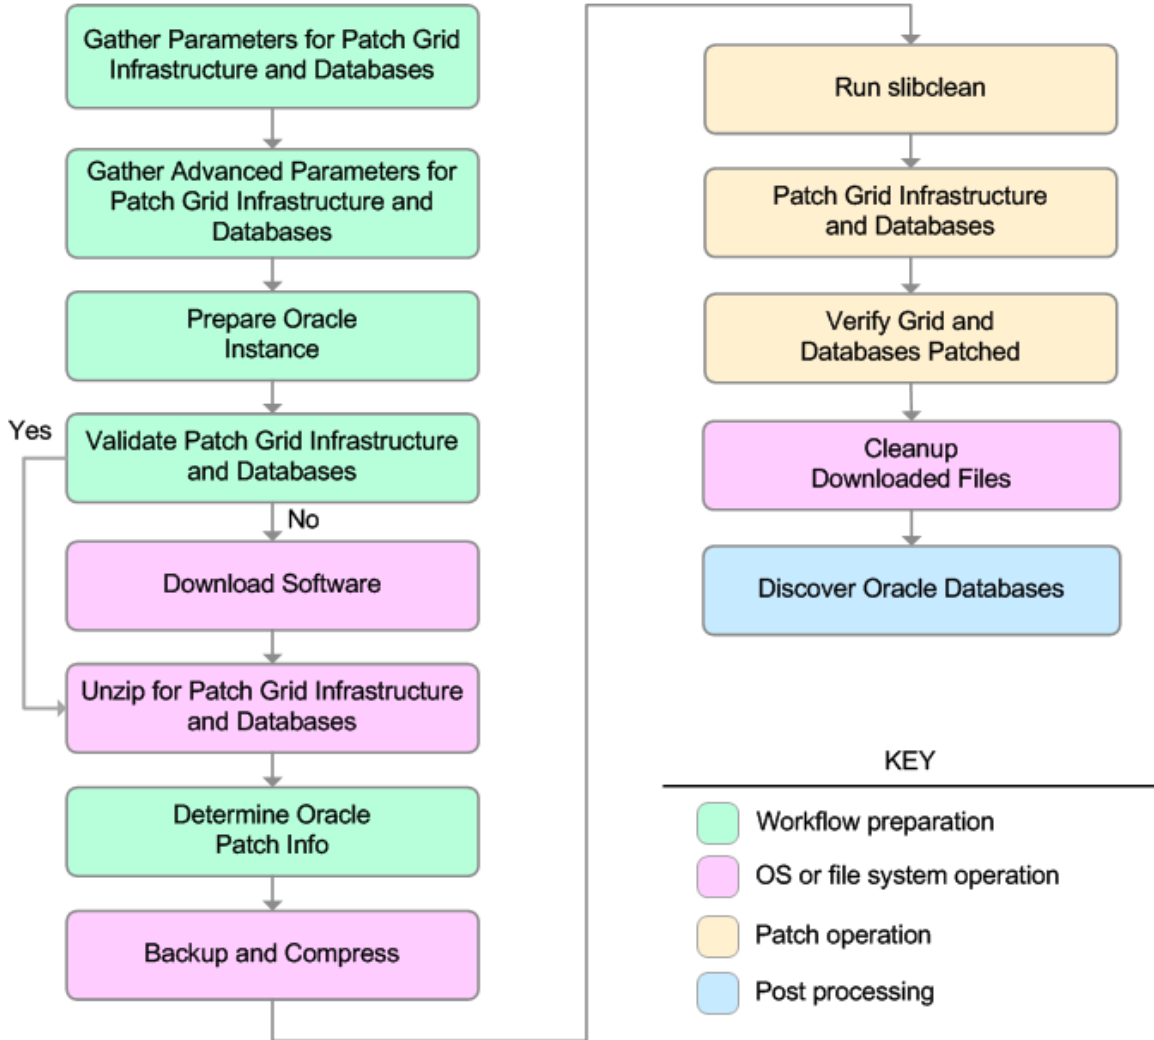 Gather Parameters for Patch Grid
Infrastructure and Databases
Gather Advanced Parameters for
Patch Grid Infrastructure and
Databases
Prepare Oracle
Instance
Yes
Validate Patch Grid Infrastructure
and Databases
No
Download Software
Unzip for Patch Grid Infrastructure
and Databases
Determine Oracle
Patch Info
Backup and Compress
Run slibclean
Patch Grid Infrastructure
and Databases
Verify Grid and
Databases Patched
Cleanup
Downloaded Files
Discover Oracle Databases
KEY
Workflow preparation
OS or file system operation
Patch operation
Post processing